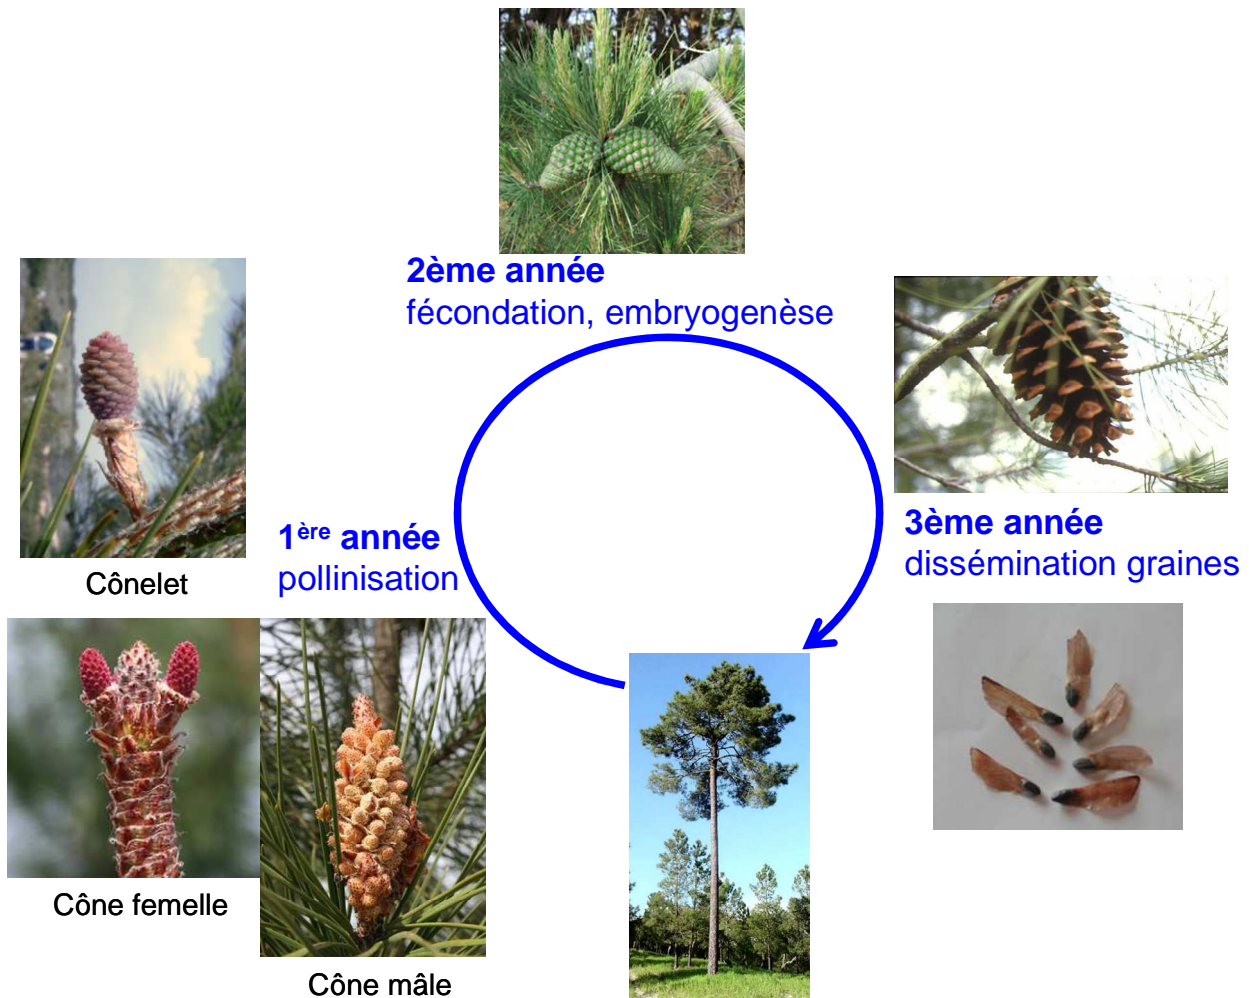 2ème année
fécondation, embryogenèse
1ère année
pollinisation
3ème année
dissémination graines
Cônelet
Cône femelle
Cône mâle